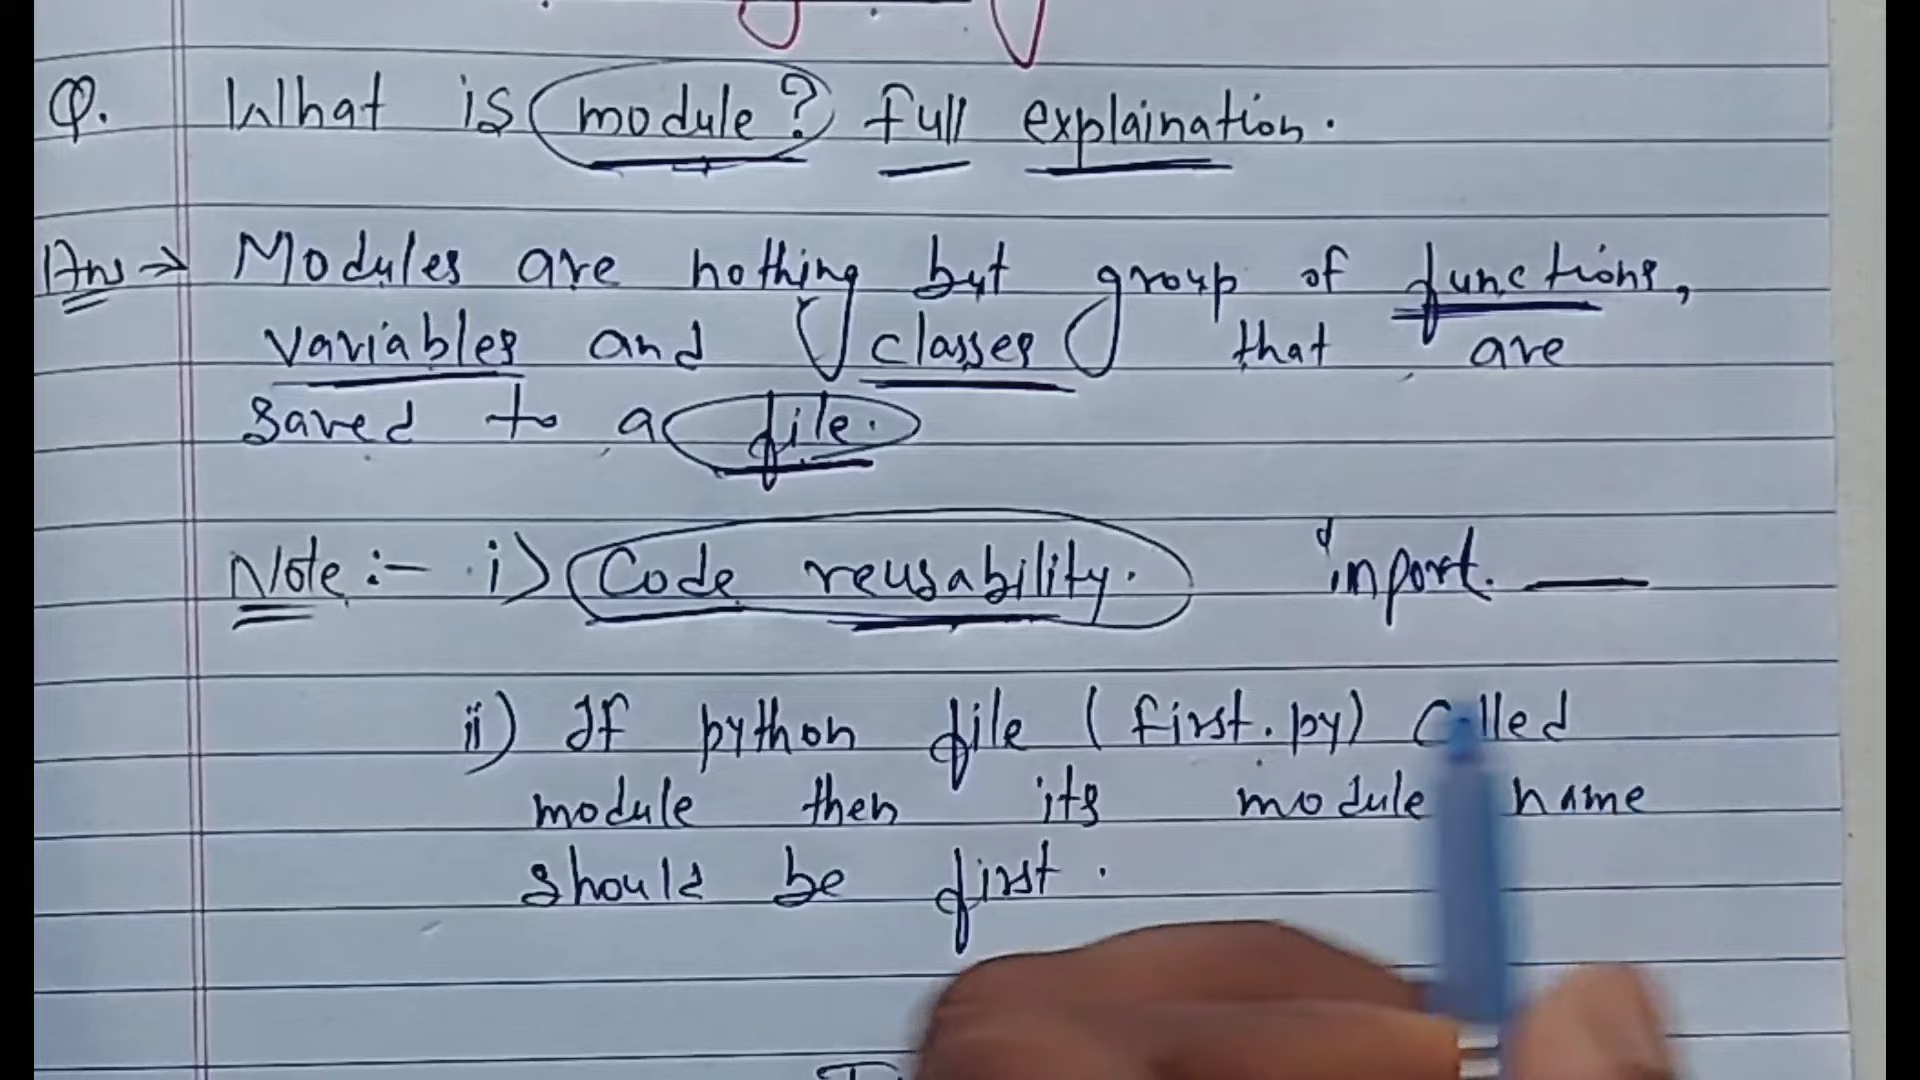 Q. What is module? full explaination.
Ans → Modules are nothing but group of functions,
variables and classes that are
saved to a file.
Note :- i) Code reusability. import. —
ii) If python file (first.py) called
module then its module name
should be first.